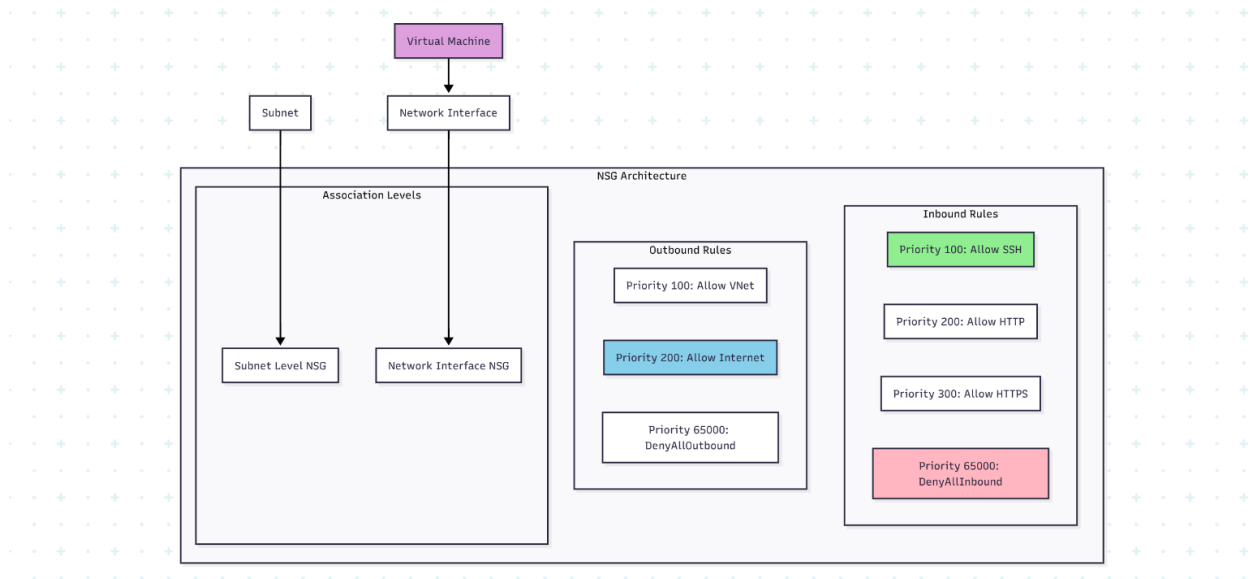 Virtual Machine
Subnet
Network Interface
NSG Architecture
Association Levels
Subnet Level NSG
Network Interface NSG
Outbound Rules
Priority 100: Allow VNet
Priority 200: Allow Internet
Priority 65000:
DenyAllOutbound
Inbound Rules
Priority 100: Allow SSH
Priority 200: Allow HTTP
Priority 300: Allow HTTPS
Priority 65000:
DenyAllInbound